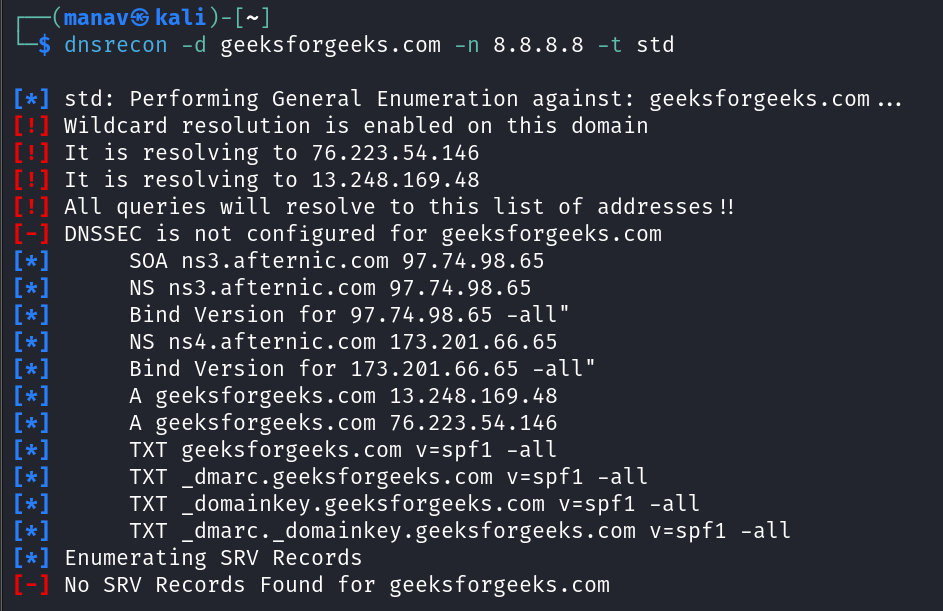 ┌──(manav㉿kali)-[~]
└─$ dnsrecon -d geeksforgeeks.com -n 8.8.8.8 -t std
[*] std: Performing General Enumeration against: geeksforgeeks.com...
[!] Wildcard resolution is enabled on this domain
[!] It is resolving to 76.223.54.146
[!] It is resolving to 13.248.169.48
[!] All queries will resolve to this list of addresses!!
[-] DNSSEC is not configured for geeksforgeeks.com
[*] SOA ns3.afternic.com 97.74.98.65
[*] NS ns3.afternic.com 97.74.98.65
[*] Bind Version for 97.74.98.65 -all"
[*] NS ns4.afternic.com 173.201.66.65
[*] Bind Version for 173.201.66.65 -all"
[*] A geeksforgeeks.com 13.248.169.48
[*] A geeksforgeeks.com 76.223.54.146
[*] TXT geeksforgeeks.com v=spf1 -all
[*] TXT _dmarc.geeksforgeeks.com v=spf1 -all
[*] TXT _domainkey.geeksforgeeks.com v=spf1 -all
[*] TXT _dmarc._domainkey.geeksforgeeks.com v=spf1 -all
[*] Enumerating SRV Records
[-] No SRV Records Found for geeksforgeeks.com